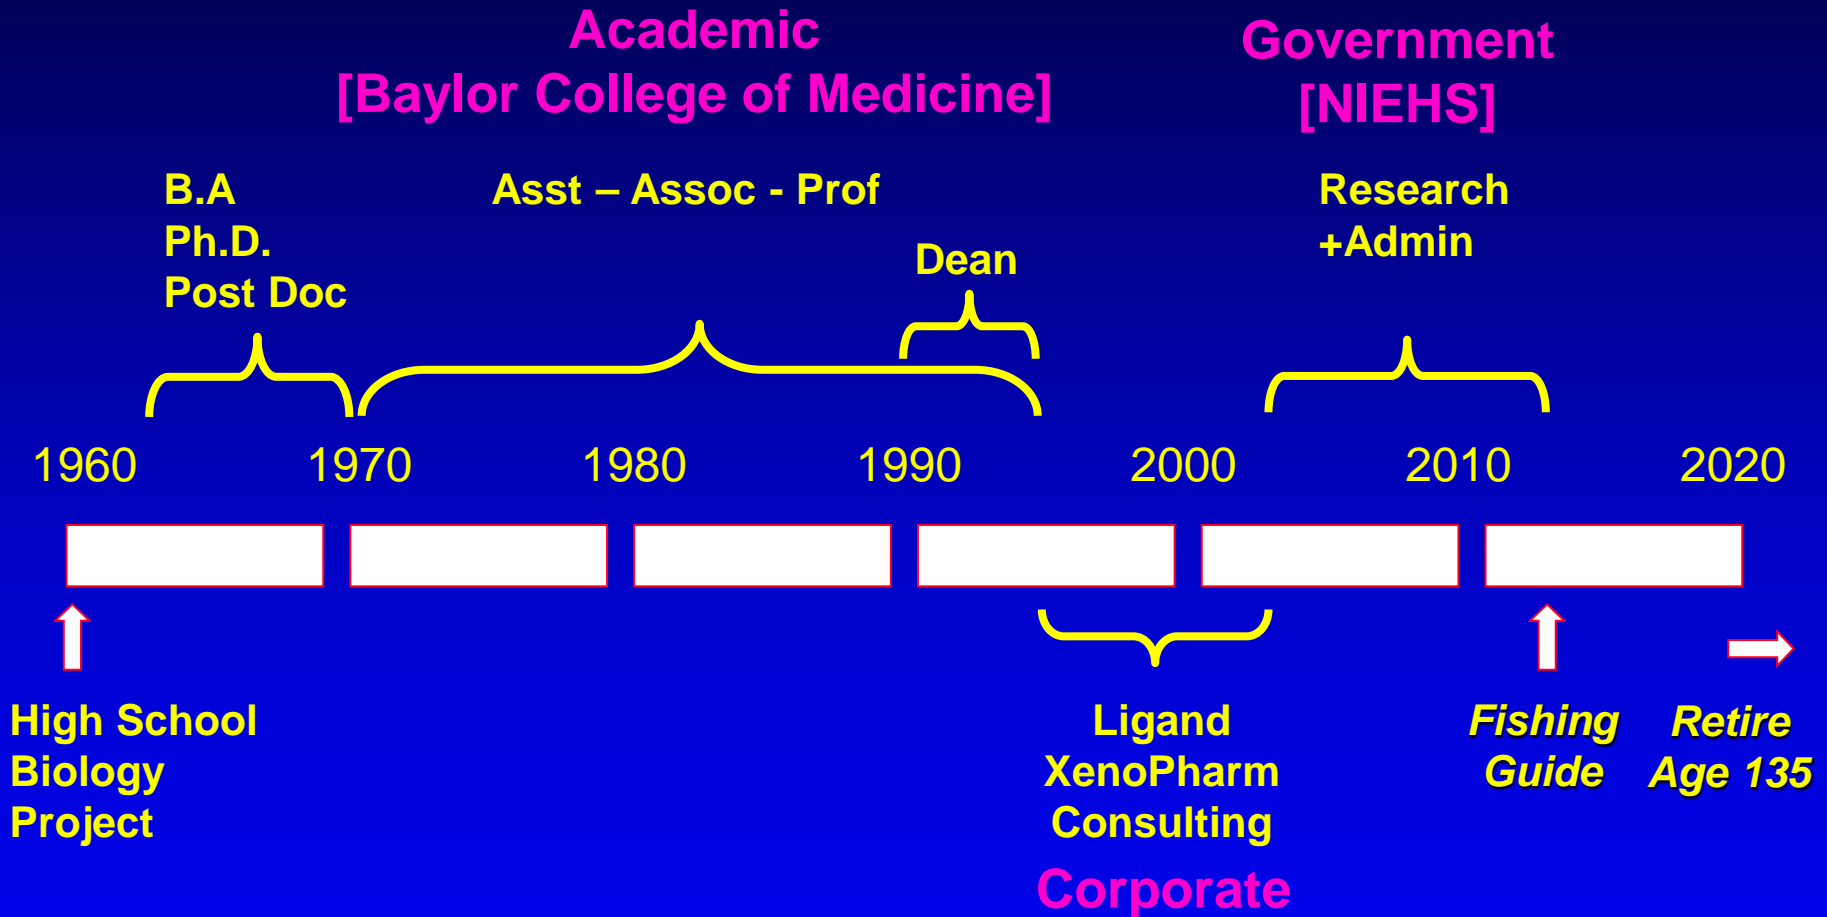 Academic
[Baylor College of Medicine]
Government
[NIEHS]
B.A
Ph.D.
Post Doc
Asst – Assoc - Prof
Dean
Research
+Admin
1960 1970 1980 1990 2000 2010 2020
High School
Biology
Project
Ligand
XenoPharm
Consulting
Corporate
Fishing
Guide
Retire
Age 135